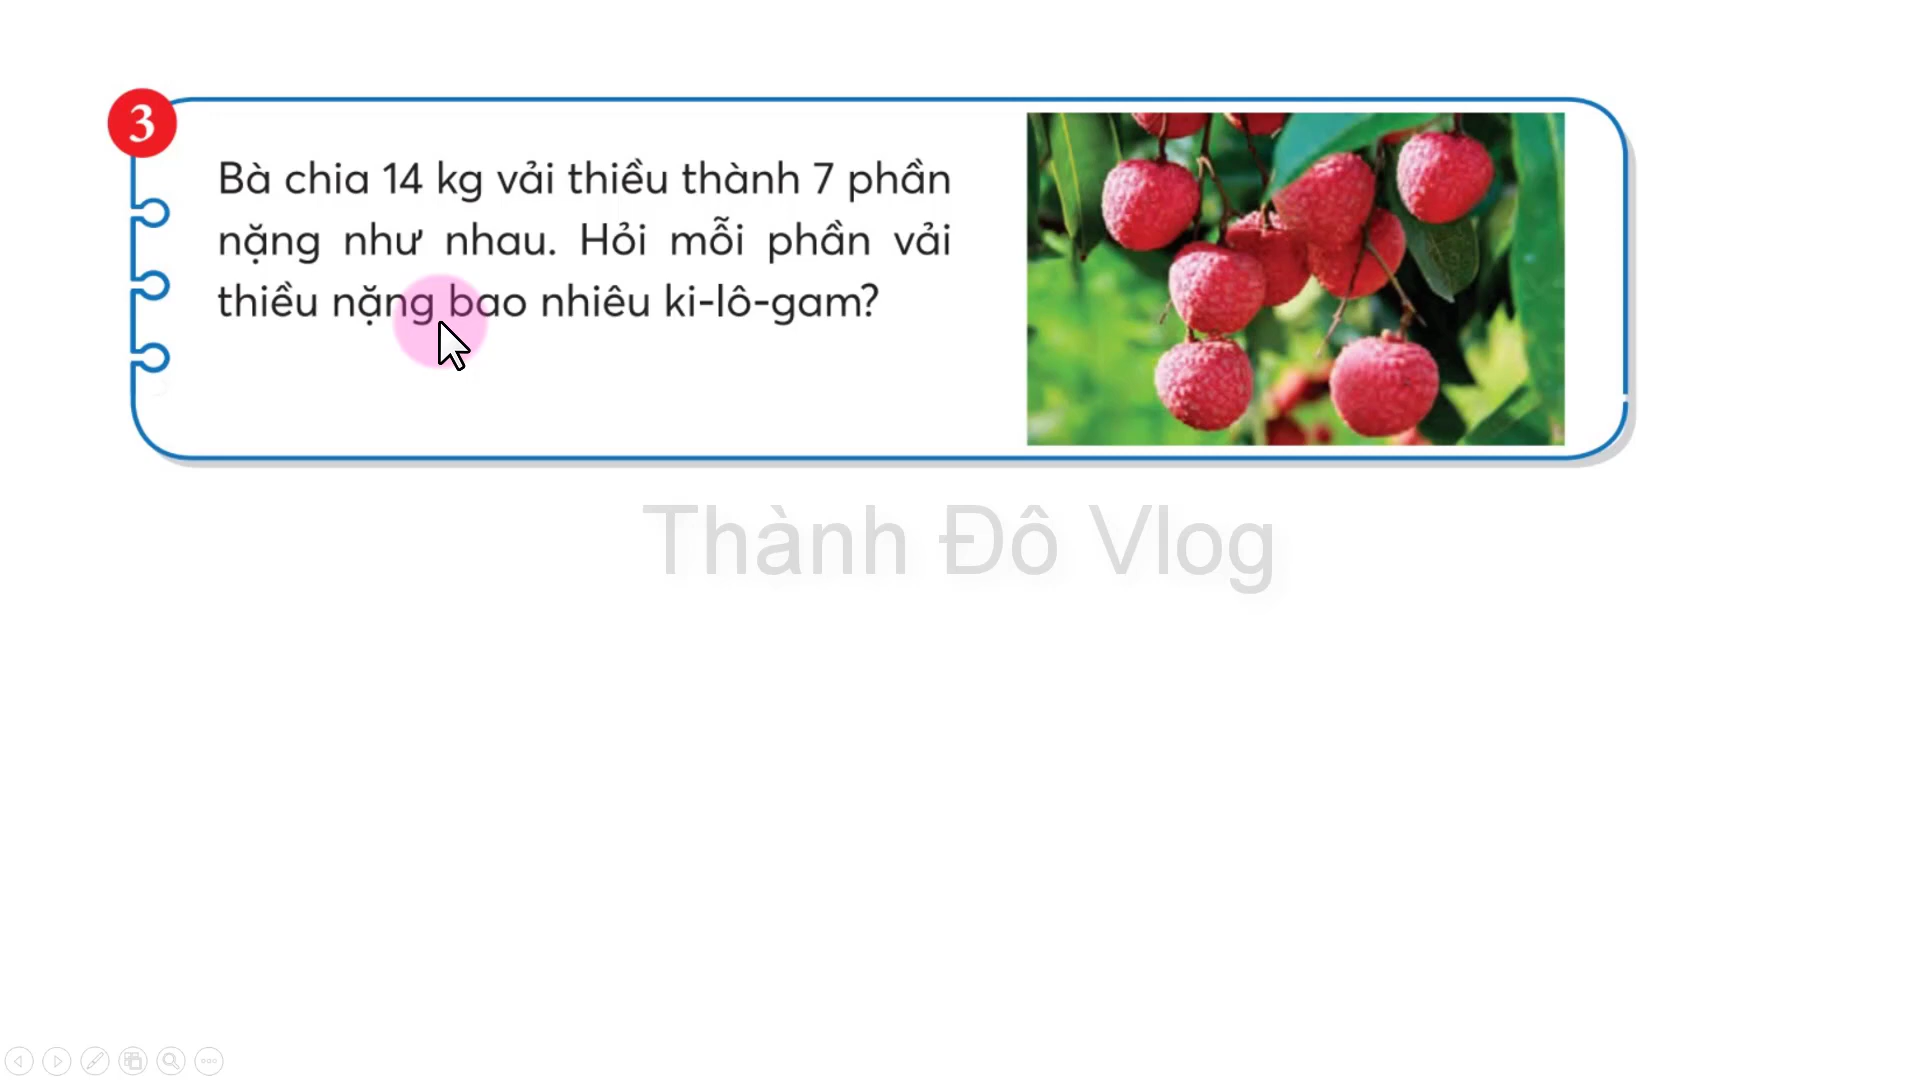 3
Bà chia 14 kg vải thiều thành 7 phần
nặng như nhau. Hỏi mỗi phần vải
thiều nặng bao nhiêu ki-lô-gam?
Thành Đô Vlog